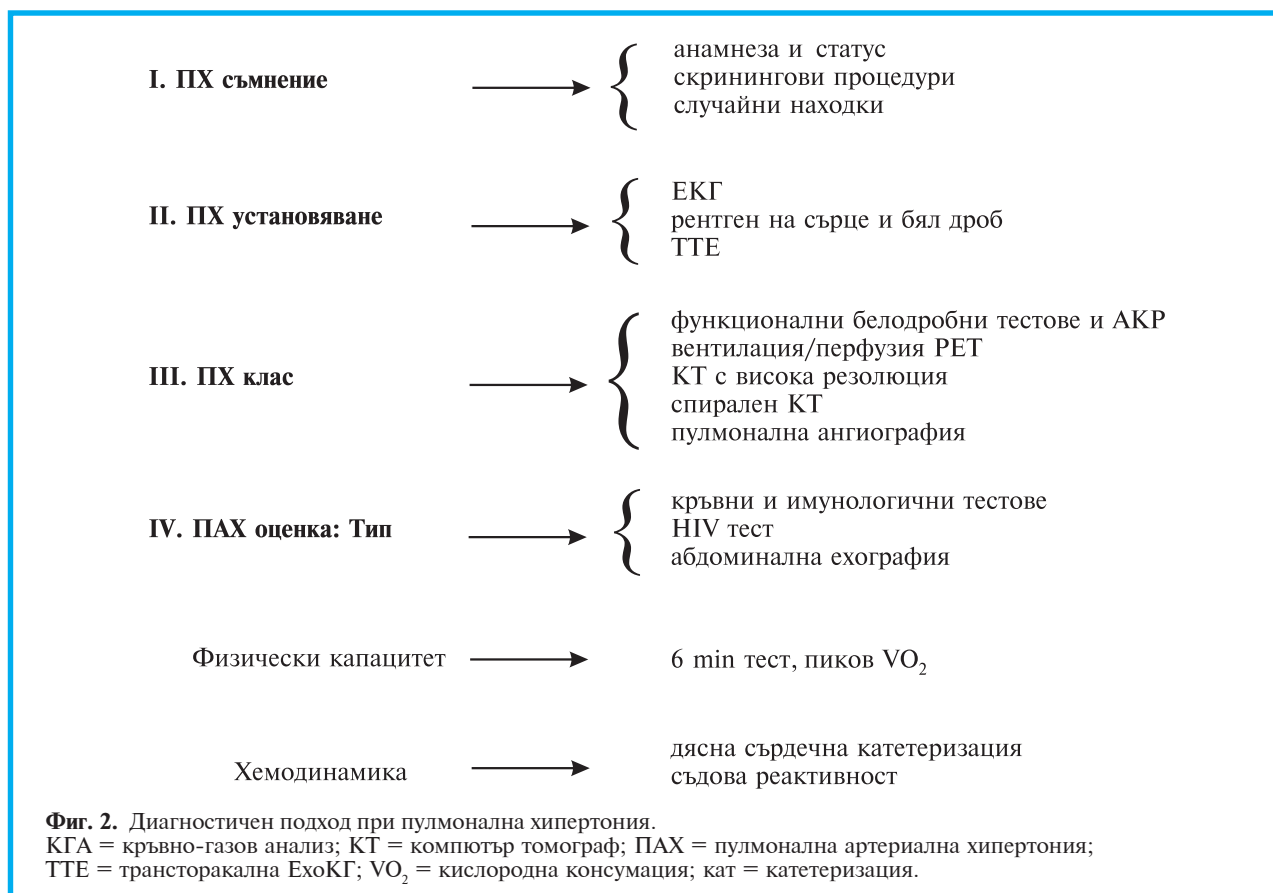 I. ПХ съмнение
анамнеза и статус
скринингови процедури
случайни находки
II. ПХ установяване
ЕКГ
рентген на сърце и бял дроб
ТТЕ
III. ПХ клас
функционални белодробни тестове и АКР
вентилация/перфузия PET
КТ с висока резолюция
спирален КТ
пулмонална ангиография
IV. ПАХ оценка: Тип
кръвни и имунологични тестове
HIV тест
абдоминална ехография
Физически капацитет
6 min тест, пиков VO₂
Хемодинамика
дясна сърдечна катетеризация
съдова реактивност
Фиг. 2. Диагностичен подход при пулмонална хипертония.
КГА = кръвно-газов анализ; КТ = компютър томограф; ПАХ = пулмонална артериална хипертония;
ТТЕ = трансторакална ЕхоКГ; VO₂ = кислородна консумация; кат = катетеризация.